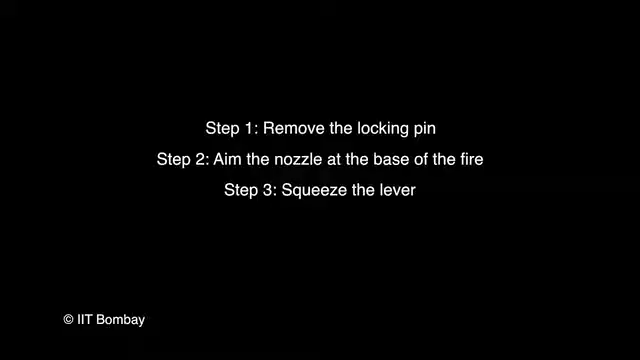 Step 1: Remove the locking pin
Step 2: Aim the nozzle at the base of the fire
Step 3: Squeeze the lever
© IIT Bombay